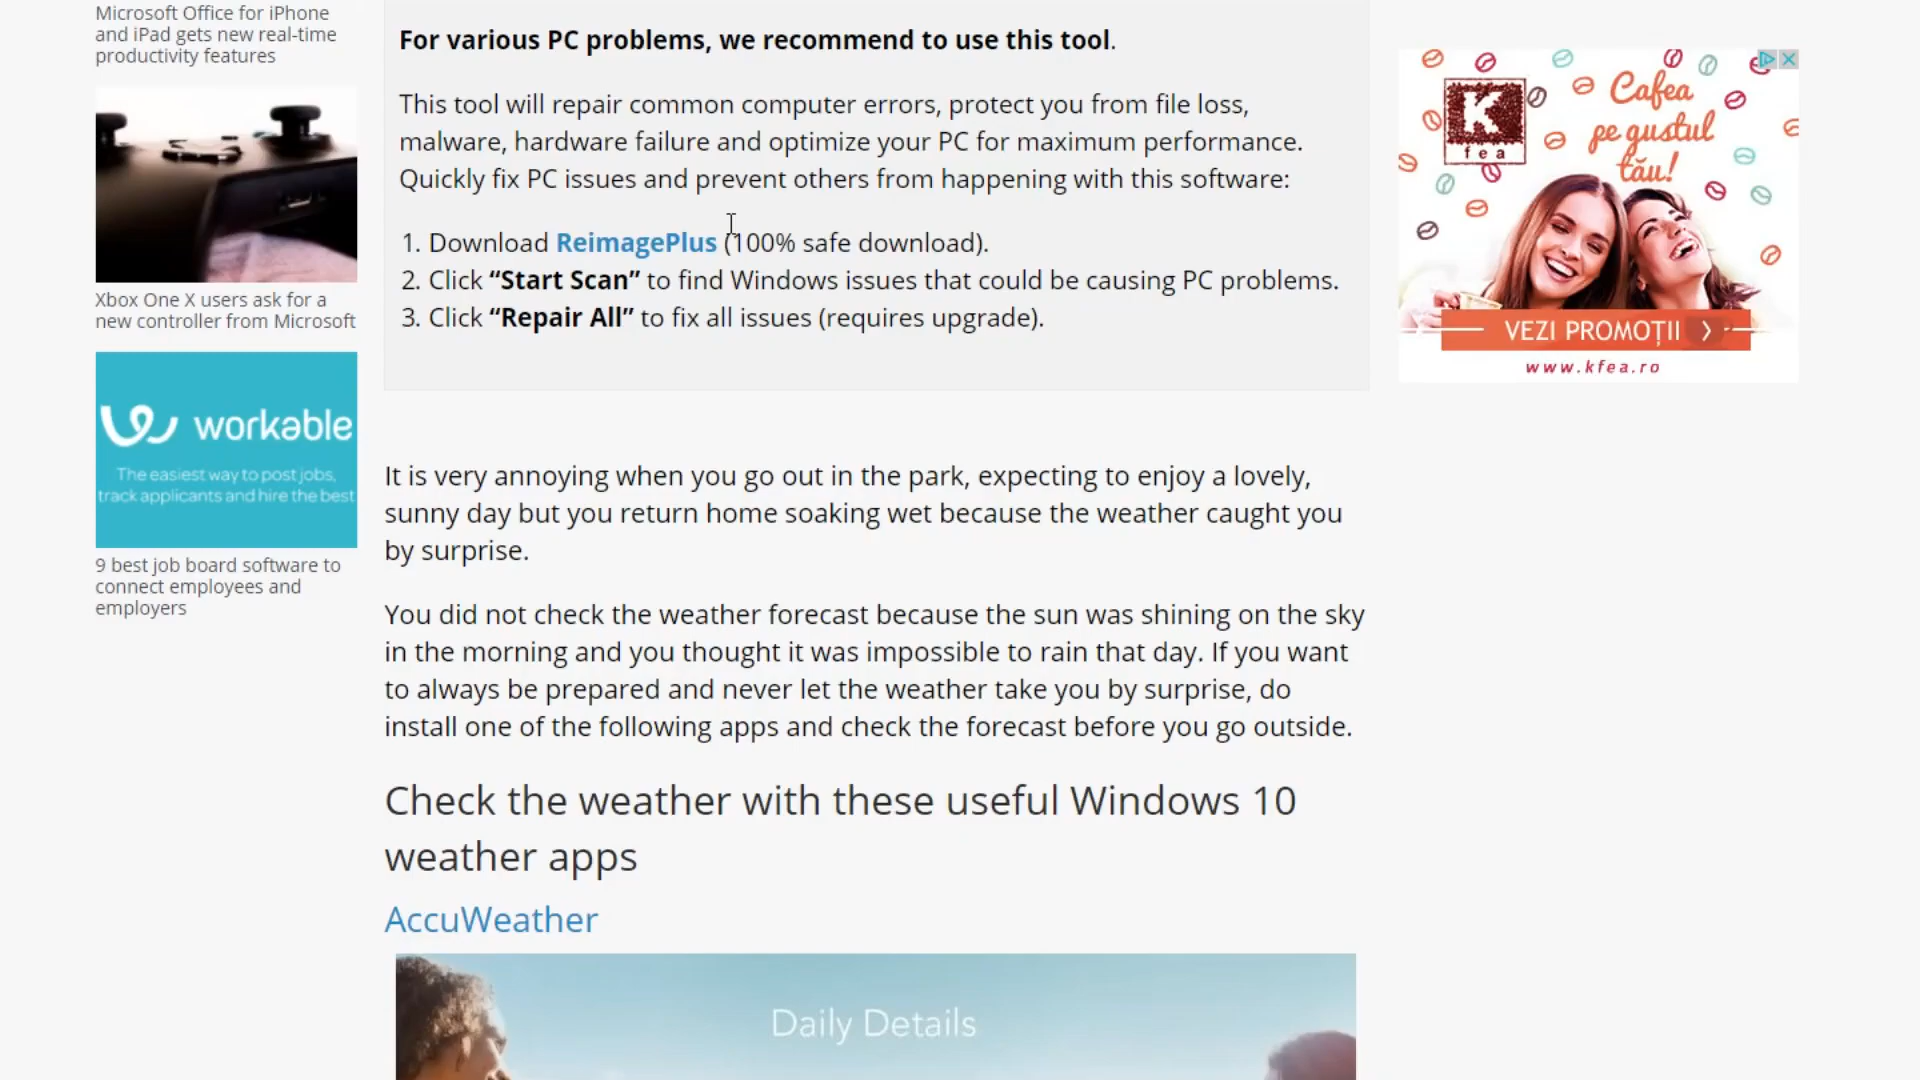 Microsoft Office for iPhone
and iPad gets new real-time
productivity features
Xbox One X users ask for a
new controller from Microsoft
workable
The easiest way to post jobs,
track applicants and hire the best
9 best job board software to
connect employees and
employers
For various PC problems, we recommend to use this tool.
This tool will repair common computer errors, protect you from file loss,
malware, hardware failure and optimize your PC for maximum performance.
Quickly fix PC issues and prevent others from happening with this software:
1. Download ReimagePlus (100% safe download).
2. Click “Start Scan” to find Windows issues that could be causing PC problems.
3. Click “Repair All” to fix all issues (requires upgrade).
It is very annoying when you go out in the park, expecting to enjoy a lovely,
sunny day but you return home soaking wet because the weather caught you
by surprise.
You did not check the weather forecast because the sun was shining on the sky
in the morning and you thought it was impossible to rain that day. If you want
to always be prepared and never let the weather take you by surprise, do
install one of the following apps and check the forecast before you go outside.
Check the weather with these useful Windows 10
weather apps
AccuWeather
Daily Details
K
fea
Cafea
pe gustul
tău!
VEZI PROMOȚII
www.kfea.ro